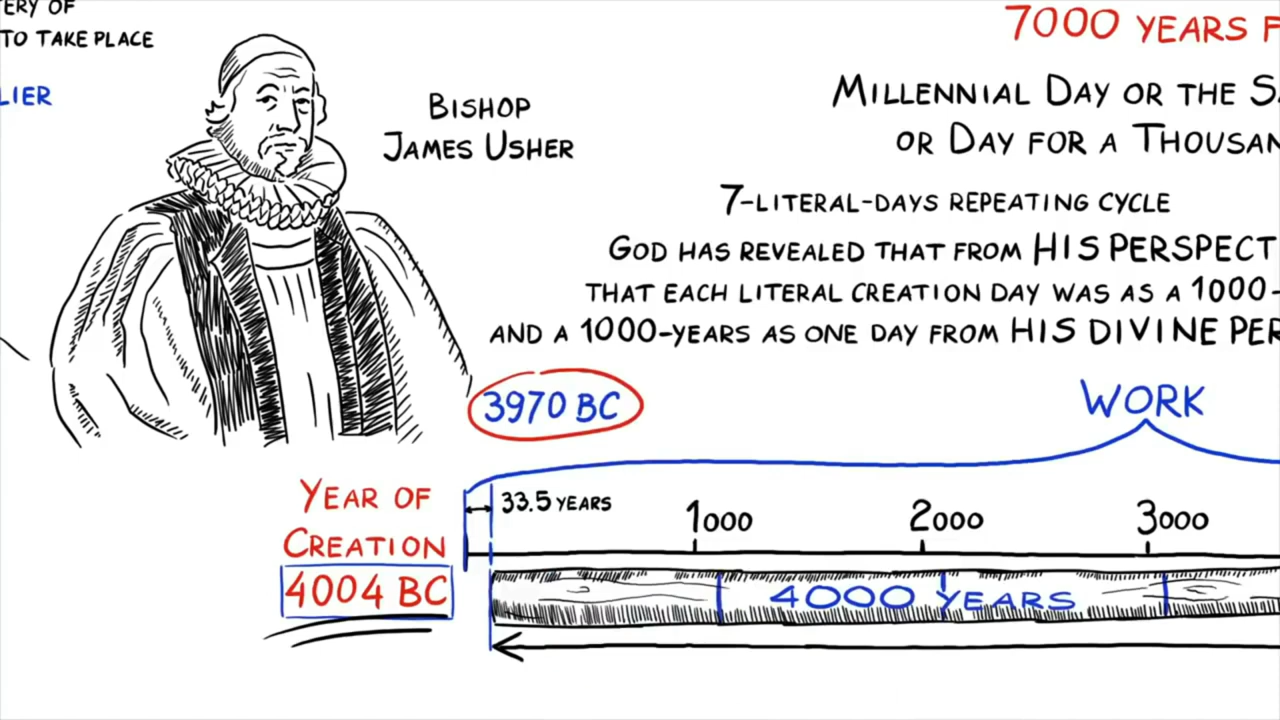 ERY OF
TO TAKE PLACE
LIER
BISHOP
JAMES USHER
7000 YEARS F
MILLENNIAL DAY OR THE S
OR DAY FOR A THOUSAN
7-LITERAL-DAYS REPEATING CYCLE
GOD HAS REVEALED THAT FROM HIS PERSPECT
THAT EACH LITERAL CREATION DAY WAS AS A 1000-
AND A 1000-YEARS AS ONE DAY FROM HIS DIVINE PER
3970 BC
WORK
YEAR OF
CREATION
4004 BC
33.5 YEARS
1000
2000
3000
4000 YEARS